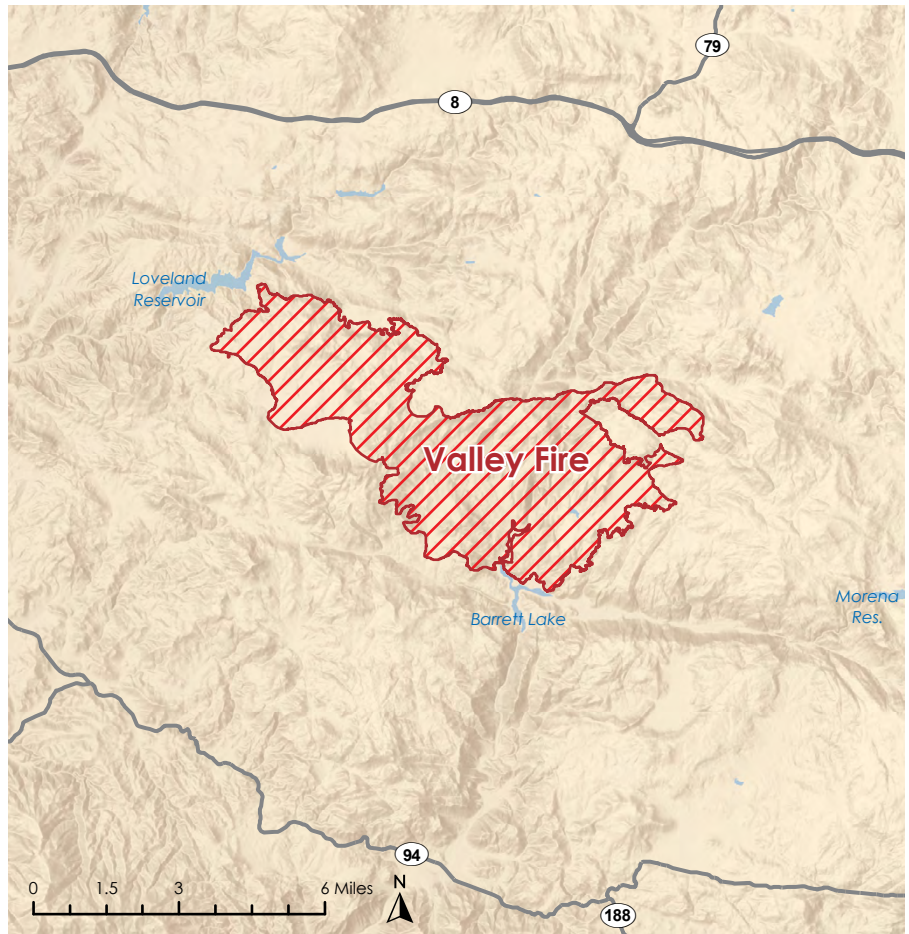 79
8
Loveland
Reservoir
Valley Fire
Morena
Res.
Barrett Lake
94
0 1.5 3 6 Miles
N
188